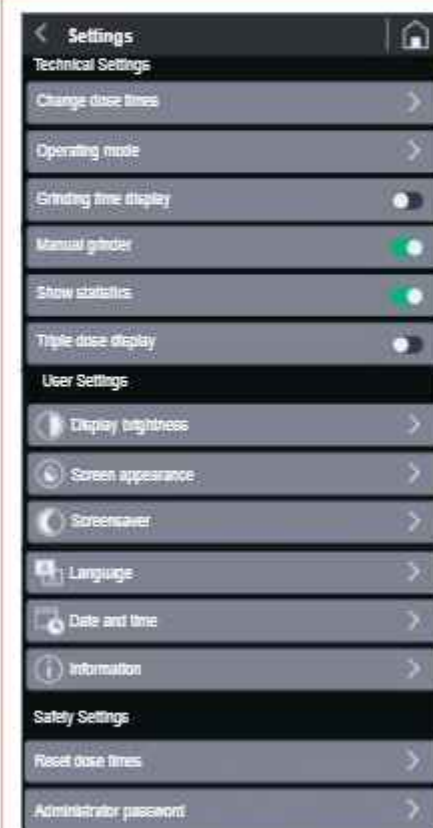 Settings
Technical Settings
Change dose times
Operating mode
Grinding time display
Manual grinder
Show statistics
Triple dose display
User Settings
Display brightness
Screen appearance
Screensaver
Language
Date and time
Information
Safety Settings
Reset dose times
Administrator password